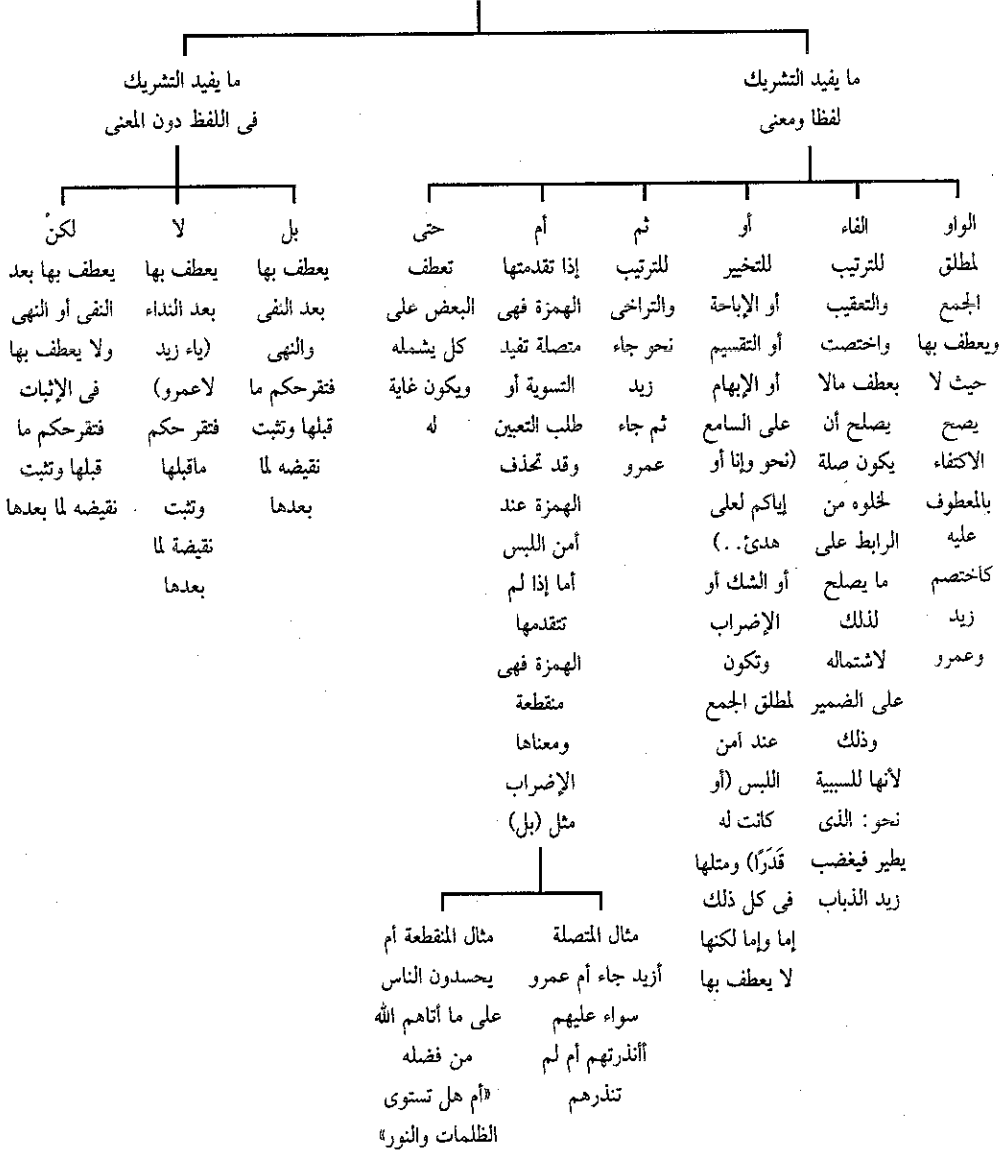 ما يفيد التشريك
لفظا ومعنى
ما يفيد التشريك
فى اللفظ دون المعنى
الواو
لمطلق
الجمع
ويعطف بها
حيث لا
يصح
الاكتفاء
بالمعطوف
عليه
كاختصم
زيد
وعمرو
الفاء
للترتيب
والتعقيب
واختصت
بعطف مالا
يصلح أن
يكون صلة
لخلوه من
الرابط على
ما يصلح
لذلك
لاشتماله
على الضمير
وذلك
لأنها للسببية
نحو : الذى
يطير فيغضب
زيد الذباب
أو
للتخيير
أو الإباحة
أو التقسيم
أو الإبهام
على السامع
(نحو وإنا أو
إياكم لعلى
هدئ. .)
أو الشك أو
الإضراب
وتكون
لمطلق الجمع
عند أمن
اللبس (أو
كانت له
قَدَرًا) ومتلها
فى كل ذلك
إما وإما لكنها
لا يعطف بها
ثم
للترتيب
والتراخى
نحو جاء
زيد
ثم جاء
عمرو
أم
إذا تقدمتها
الهمزة فهى
متصلة تفيد
التسوية أو
طلب التعيين
وقد تحذف
الهمزة عند
أمن اللبس
أما إذا لم
تتقدمها
الهمزة فهى
منقطعة
ومعناها
الإضراب
مثل (بل)
مثال المتصلة
أزيد جاء أم عمرو
سواء عليهم
أأنذرتهم أم لم
تنذرهم
مثال المنقطعة أم
يحسدون الناس
على ما أتاهم الله
من فضله
«أم هل تستوى
الظلمات والنور»
حتى
تعطف
البعض على
كل يشمله
ويكون غاية
له
بل
يعطف بها
بعد النفى
والنهى
فتقرحكم ما
قبلها وتثبت
نقيضه لما
بعدها
لا
يعطف بها
بعد النداء
(ياء زيد
لاعمرو)
فتقر حكم
ماقبلها
وتثبت
نقيضة لما
بعدها
لكنْ
يعطف بها بعد
النفى أو النهى
ولا يعطف بها
فى الإثبات
فتقرحكم ما
قبلها وتثبت
نقيضه لما بعدها